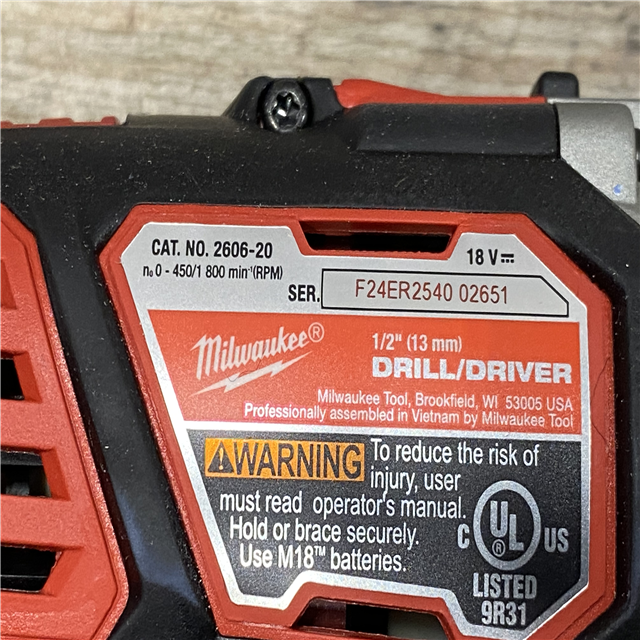 CAT. NO. 2606-20
18 V⎓
n₀ 0 - 450/1 800 min⁻¹(RPM)
SER. F24ER2540 02651
Milwaukee®
1/2" (13 mm)
DRILL/DRIVER
Milwaukee Tool, Brookfield, WI 53005 USA
Professionally assembled in Vietnam by Milwaukee Tool
⚠WARNING To reduce the risk of
injury, user
must read operator's manual.
Hold or brace securely.
Use M18™ batteries.
C UL® US
LISTED
9R31